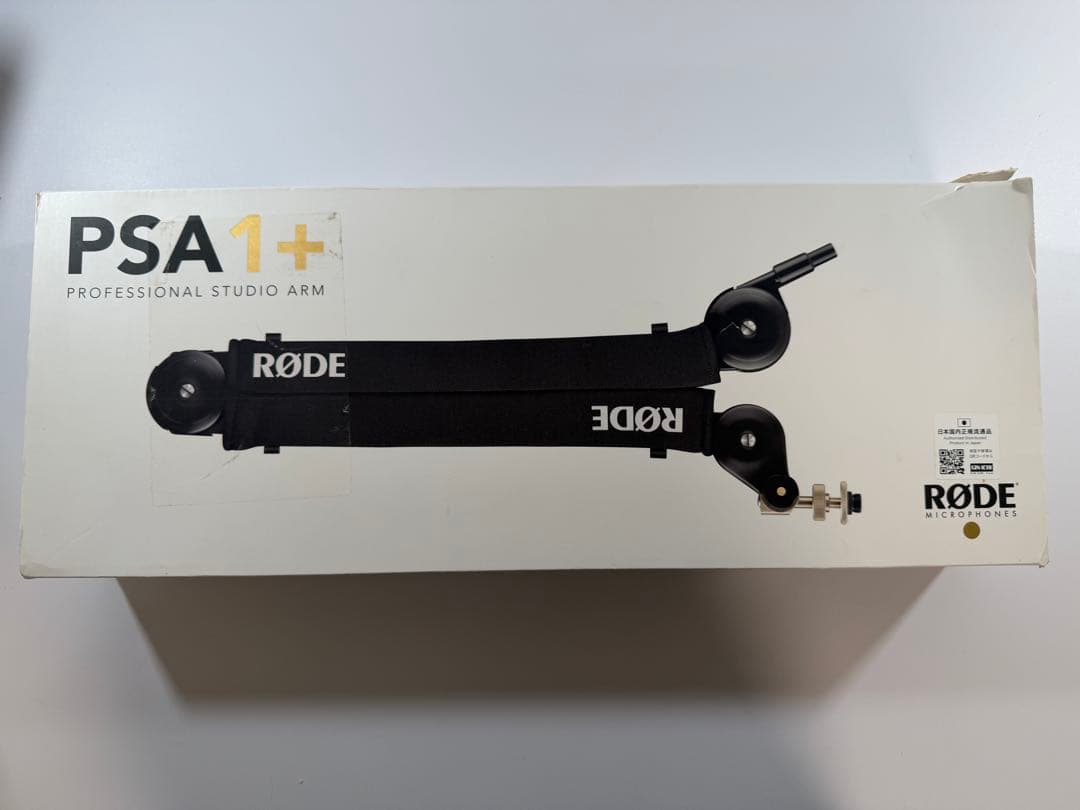 PSA1+
PROFESSIONAL STUDIO ARM
RØDE
RØDE
日本国内正規流通品
Authorized Distributed
Product in Japan
RØDE
MICROPHONES